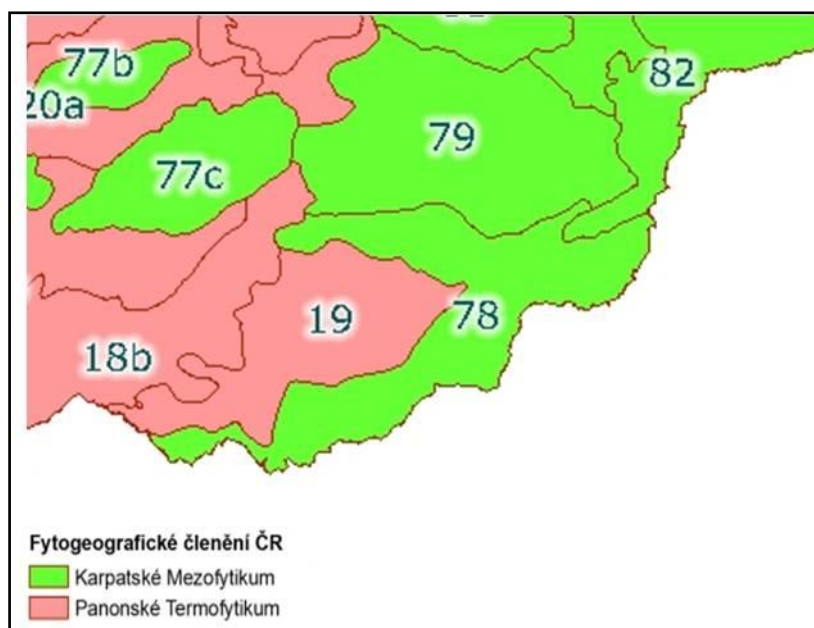 77b
82
20a
79
77c
19
78
18b
Fytogeografické členění ČR
Karpatské Mezofytikum
Panonské Termofytikum